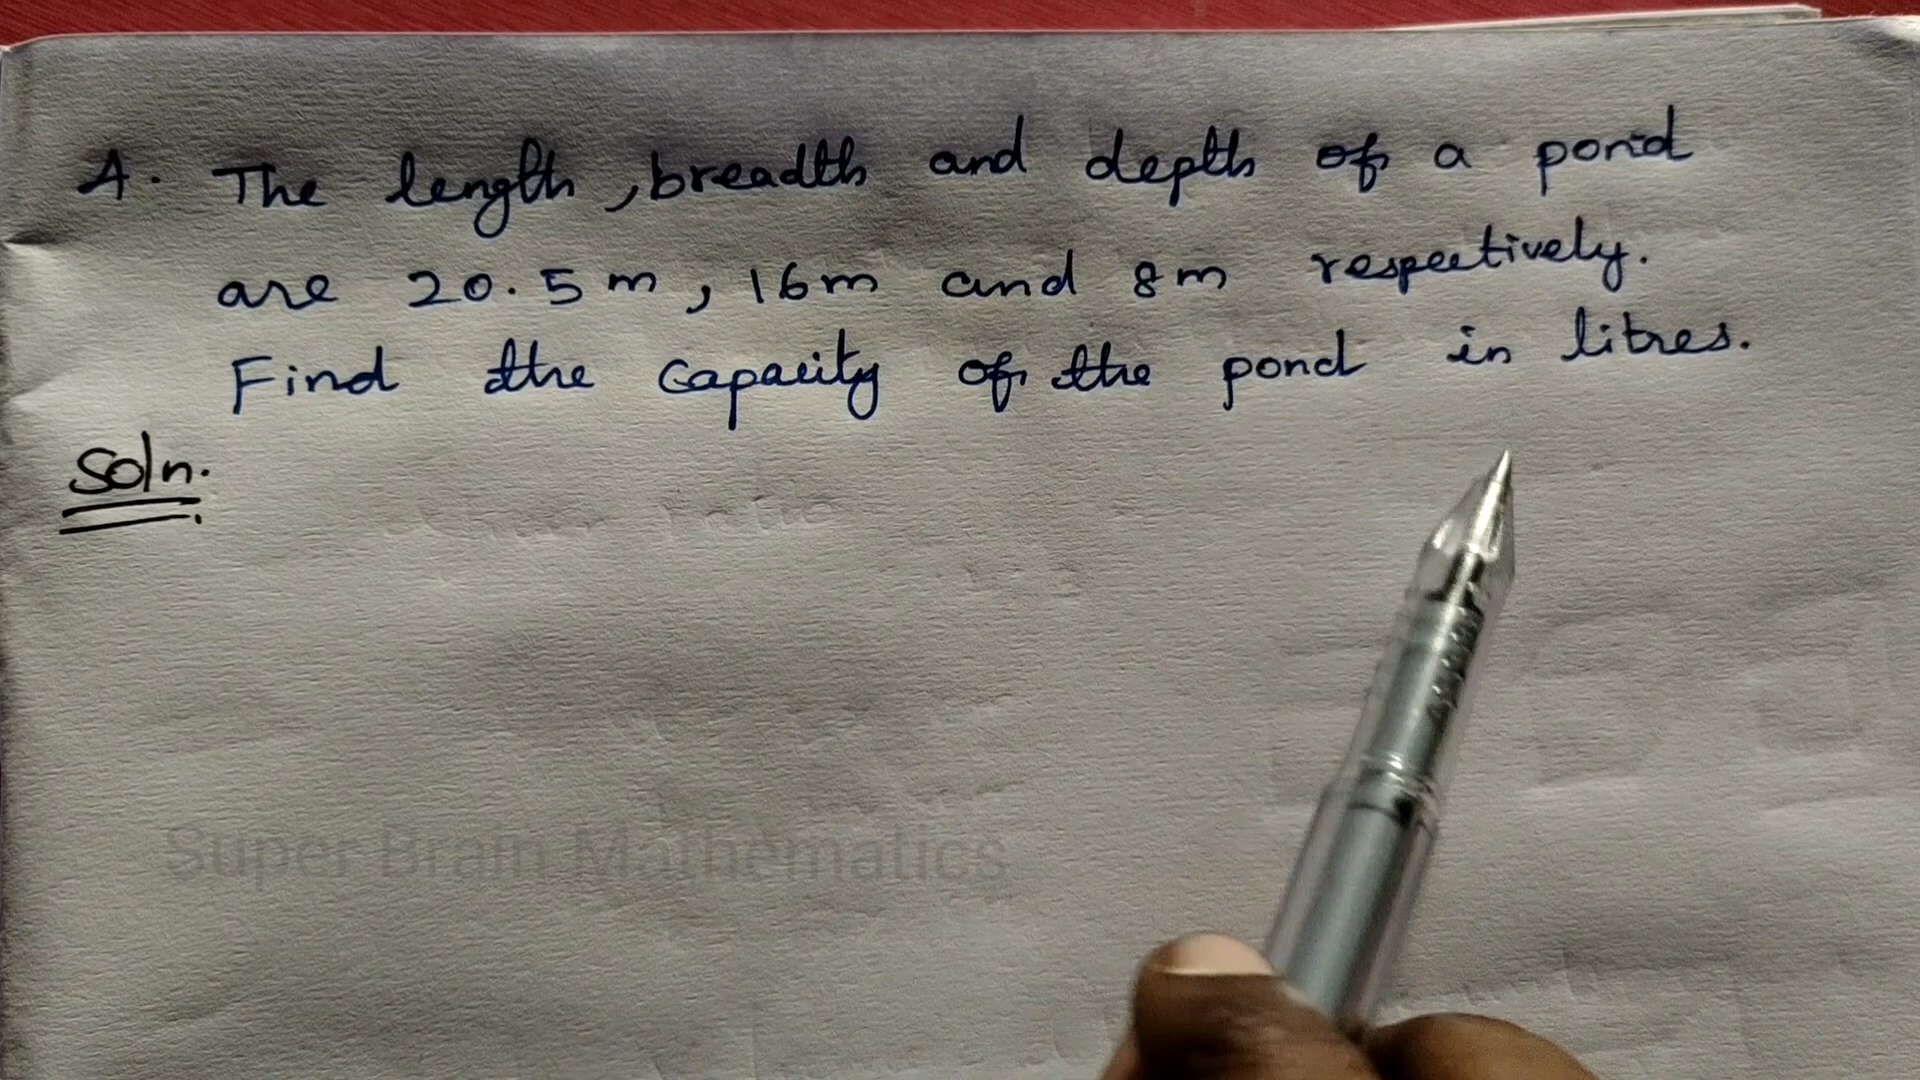 A. The length, breadth and depth of a pond
are 20.5 m, 16m and 8m respectively.
Find the capacity of the pond in litres.
Soln.
Super Brain Mathematics